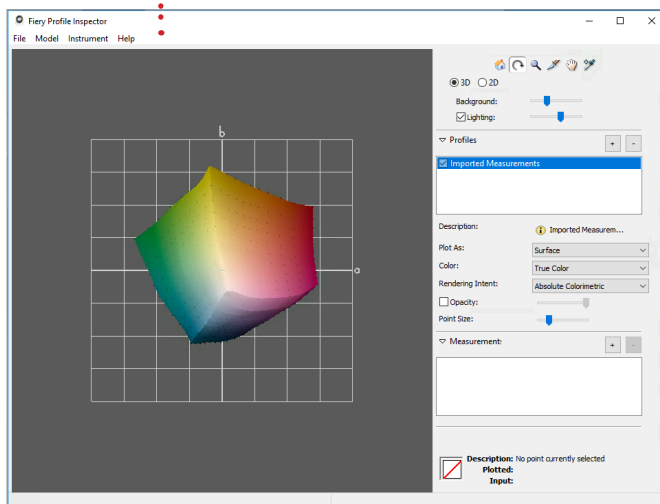 Fiery Profile Inspector
File Model Instrument Help
3D 2D
Background:
Lighting:
Profiles + -
Imported Measurements
Description: Imported Measurem...
Plot As: Surface
Color: True Color
Rendering Intent: Absolute Colorimetric
Opacity:
Point Size:
Measurement: + -
b
a
Description: No point currently selected
Plotted:
Input: